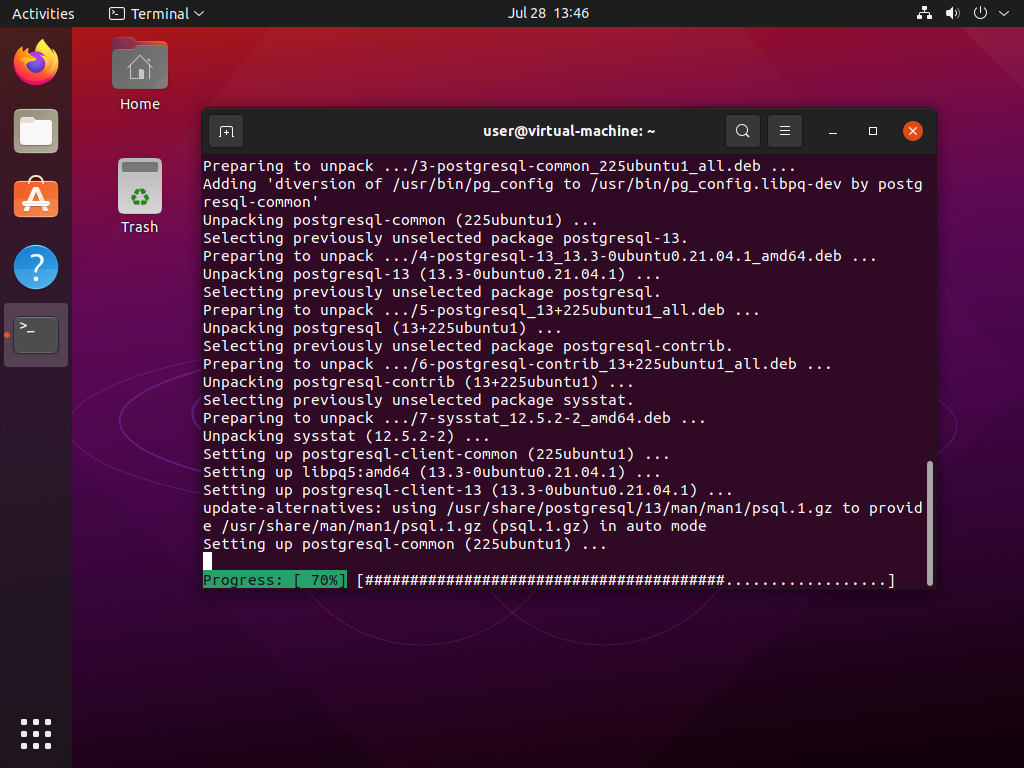 Activities
Terminal
Jul 28 13:46
Home
Trash
user@virtual-machine: ~
Preparing to unpack .../3-postgresql-common_225ubuntu1_all.deb ...
Adding 'diversion of /usr/bin/pg_config to /usr/bin/pg_config.libpq-dev by postg
resql-common'
Unpacking postgresql-common (225ubuntu1) ...
Selecting previously unselected package postgresql-13.
Preparing to unpack .../4-postgresql-13_13.3-0ubuntu0.21.04.1_amd64.deb ...
Unpacking postgresql-13 (13.3-0ubuntu0.21.04.1) ...
Selecting previously unselected package postgresql.
Preparing to unpack .../5-postgresql_13+225ubuntu1_all.deb ...
Unpacking postgresql (13+225ubuntu1) ...
Selecting previously unselected package postgresql-contrib.
Preparing to unpack .../6-postgresql-contrib_13+225ubuntu1_all.deb ...
Unpacking postgresql-contrib (13+225ubuntu1) ...
Selecting previously unselected package sysstat.
Preparing to unpack .../7-sysstat_12.5.2-2_amd64.deb ...
Unpacking sysstat (12.5.2-2) ...
Setting up postgresql-client-common (225ubuntu1) ...
Setting up libpq5:amd64 (13.3-0ubuntu0.21.04.1) ...
Setting up postgresql-client-13 (13.3-0ubuntu0.21.04.1) ...
update-alternatives: using /usr/share/postgresql/13/man/man1/psql.1.gz to provid
e /usr/share/man/man1/psql.1.gz (psql.1.gz) in auto mode
Setting up postgresql-common (225ubuntu1) ...
Progress: [ 70%] [########################################..................]